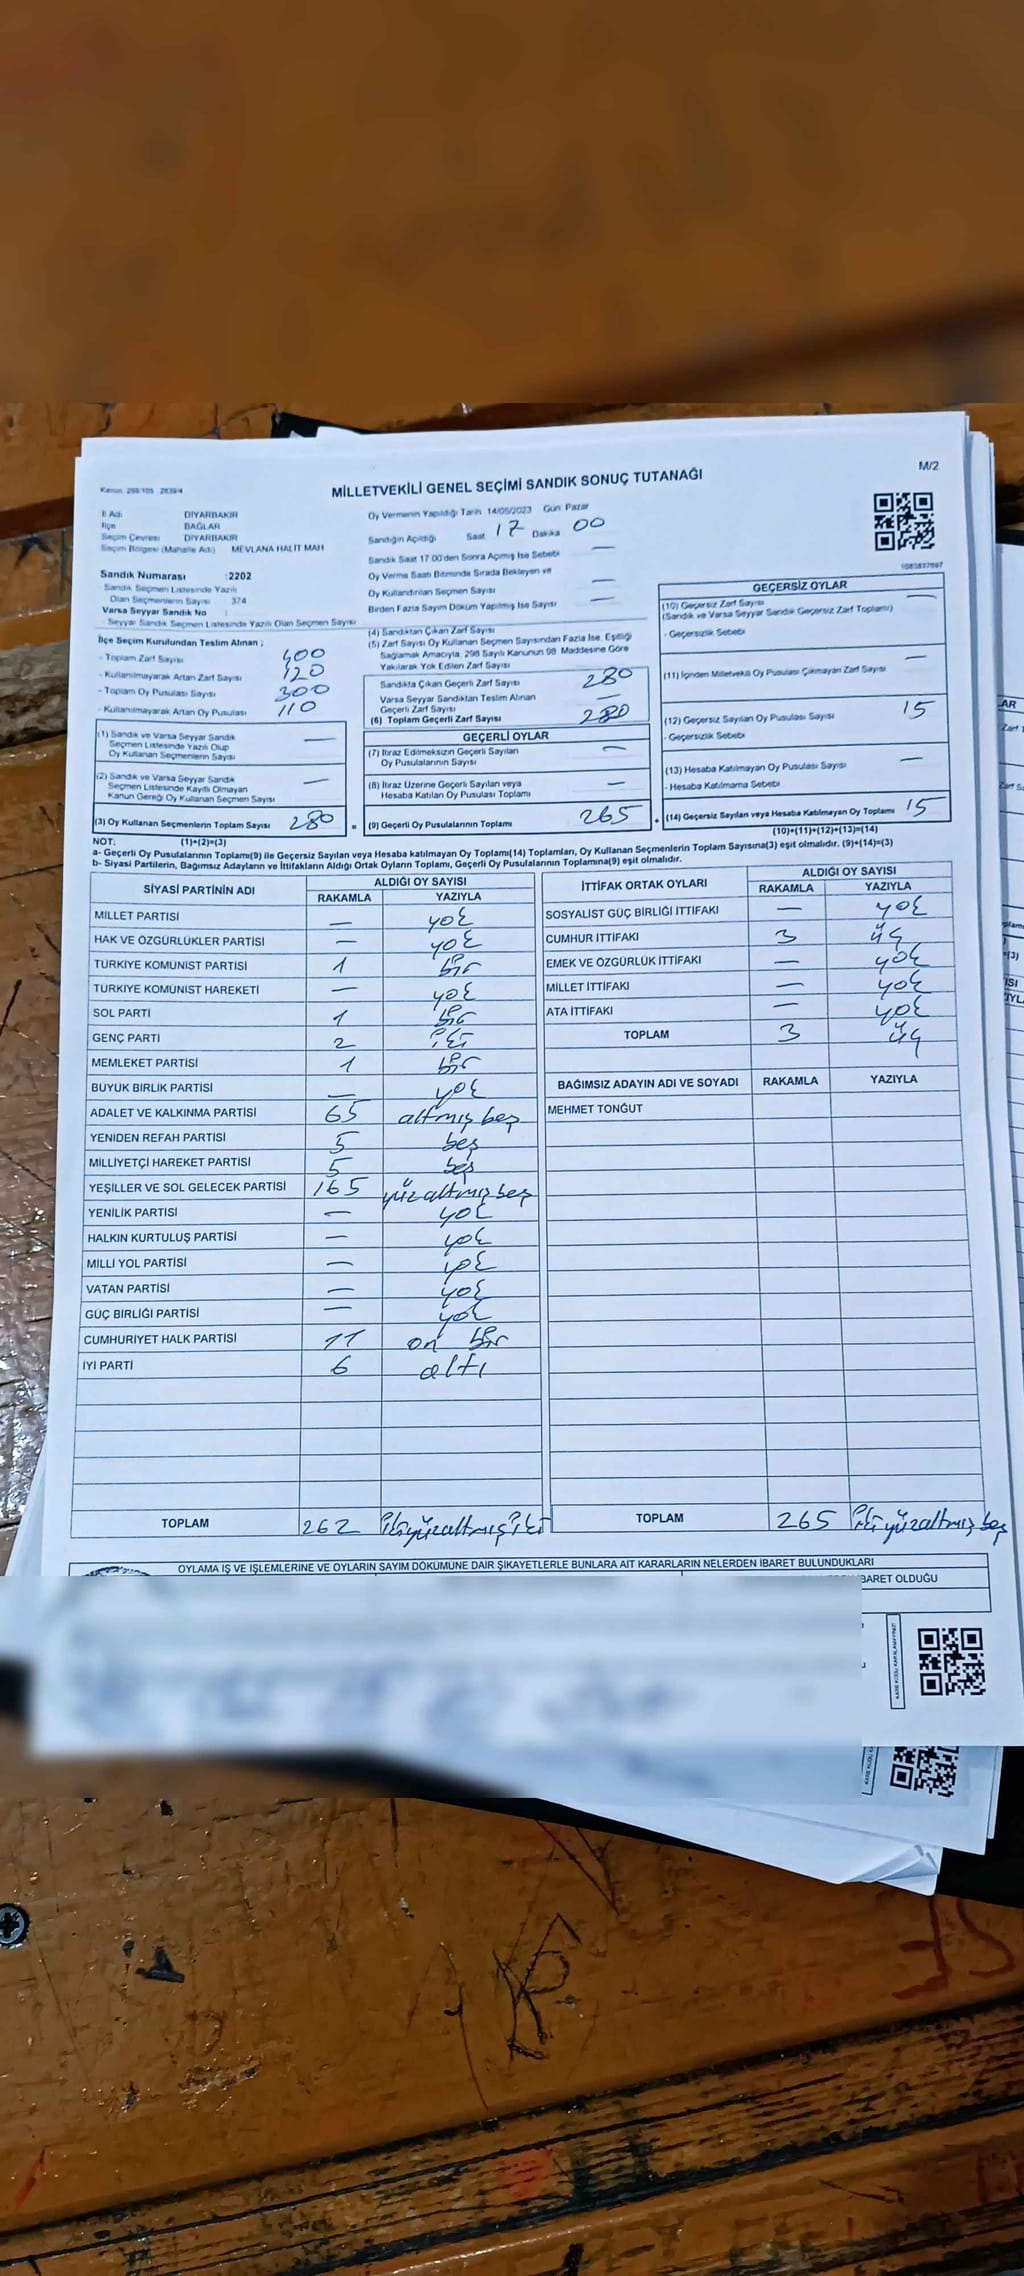 M/2
Kanun 298/105 2839/4
MİLLETVEKİLİ GENEL SEÇİMİ SANDIK SONUÇ TUTANAĞI
İl Adı DİYARBAKIR
İlçe BAĞLAR
Seçim Çevresi DİYARBAKIR
Seçim Bölgesi (Mahalle Adı) MEVLANA HALİT MAH
Oy Vermenin Yapıldığı Tarih 14/05/2023 Gün Pazar
Sandığın Açıldığı Saat 17 Dakika 00
Sandık Saat 17.00'den Sonra Açımış İse Sebebi —
Oy Verme Saati Bitiminde Sırada Bekleyen ve
Oy Kullandırılan Seçmen Sayısı —
Birden Fazla Sayım Döküm Yapılmış İse Sayısı —
1083837697
Sandık Numarası :2202
Sandık Seçmen Listesinde Yazılı
Olan Seçmenlerin Sayısı : 374
Varsa Seyyar Sandık No :
- Seyyar Sandık Seçmen Listesinde Yazılı Olan Seçmen Sayısı
İlçe Seçim Kurulundan Teslim Alınan ;
- Toplam Zarf Sayısı 400
- Kullanılmayarak Artan Zarf Sayısı 120
- Toplam Oy Pusulası Sayısı 300
- Kullanılmayarak Artan Oy Pusulası 110
(1) Sandık ve Varsa Seyyar Sandık
Seçmen Listesinde Yazılı Olup
Oy Kullanan Seçmenlerin Sayısı —
(2) Sandık ve Varsa Seyyar Sandık
Seçmen Listesinde Kayıtlı Olmayan
Kanun Gereği Oy Kullanan Seçmen Sayısı —
(3) Oy Kullanan Seçmenlerin Toplam Sayısı 280
(4) Sandıktan Çıkan Zarf Sayısı
(5) Zarf Sayısı Oy Kullanan Seçmen Sayısından Fazla İse, Eşitliği
Sağlamak Amacıyla, 298 Sayılı Kanunun 98. Maddesine Göre
Yakılarak Yok Edilen Zarf Sayısı
Sandıkta Çıkan Geçerli Zarf Sayısı 280
Varsa Seyyar Sandıktan Teslim Alınan
Geçerli Zarf Sayısı —
(6) Toplam Geçerli Zarf Sayısı 280
GEÇERLİ OYLAR
(7) İtiraz Edilmeksizin Geçerli Sayılan
Oy Pusulalarının Sayısı —
(8) İtiraz Üzerine Geçerli Sayılan veya
Hesaba Katılan Oy Pusulası Toplamı —
= (9) Geçerli Oy Pusulalarının Toplamı 265
GEÇERSİZ OYLAR
(10) Geçersiz Zarf Sayısı —
(Sandık ve Varsa Seyyar Sandık Geçersiz Zarf Toplamı)
- Geçersizlik Sebebi
(11) İçinden Milletvekili Oy Pusulası Çıkmayan Zarf Sayısı —
(12) Geçersiz Sayılan Oy Pusulası Sayısı 15
- Geçersizlik Sebebi
(13) Hesaba Katılmayan Oy Pusulası Sayısı —
- Hesaba Katılmama Sebebi
+ (14) Geçersiz Sayılan veya Hesaba Katılmayan Oy Toplamı 15
NOT; (1)+(2)=(3) (10)+(11)+(12)+(13)=(14)
a- Geçerli Oy Pusulalarının Toplamı(9) ile Geçersiz Sayılan veya Hesaba katılmayan Oy Toplamı(14) Toplamları, Oy Kullanan Seçmenlerin Toplam Sayısına(3) eşit olmalıdır. (9)+(14)=(3)
b- Siyasi Partilerin, Bağımsız Adayların ve İttifakların Aldığı Ortak Oyların Toplamı, Geçerli Oy Pusulalarının Toplamına(9) eşit olmalıdır.
SİYASİ PARTİNİN ADI ALDIĞI OY SAYISI
RAKAMLA YAZIYLA
MİLLET PARTİSİ — yok
HAK VE ÖZGÜRLÜKLER PARTİSİ — yok
TÜRKİYE KOMÜNİST PARTİSİ 1 bir
TÜRKİYE KOMÜNİST HAREKETİ — yok
SOL PARTİ 1 bir
GENÇ PARTİ 2 iki
MEMLEKET PARTİSİ 1 bir
BÜYÜK BİRLİK PARTİSİ — yok
ADALET VE KALKINMA PARTİSİ 65 altmış beş
YENİDEN REFAH PARTİSİ 5 beş
MİLLİYETÇİ HAREKET PARTİSİ 5 beş
YEŞİLLER VE SOL GELECEK PARTİSİ 165 yüzaltmış beş
YENİLİK PARTİSİ — yok
HALKIN KURTULUŞ PARTİSİ — yok
MİLLİ YOL PARTİSİ — yok
VATAN PARTİSİ — yok
GÜÇ BİRLİĞİ PARTİSİ — yok
CUMHURİYET HALK PARTİSİ 11 on bir
İYİ PARTİ 6 altı
TOPLAM 262 ikiyüzaltmış iki
İTTİFAK ORTAK OYLARI ALDIĞI OY SAYISI
RAKAMLA YAZIYLA
SOSYALİST GÜÇ BİRLİĞİ İTTİFAKI — yok
CUMHUR İTTİFAKI 3 üç
EMEK VE ÖZGÜRLÜK İTTİFAKI — yok
MİLLET İTTİFAKI — yok
ATA İTTİFAKI — yok
TOPLAM 3 üç
BAĞIMSIZ ADAYIN ADI VE SOYADI RAKAMLA YAZIYLA
MEHMET TONĞUT
TOPLAM 265 iki yüzaltmış beş
OYLAMA İŞ VE İŞLEMLERİNE VE OYLARIN SAYIM DÖKÜMÜNE DAİR ŞİKAYETLERLE BUNLARA AİT KARARLARIN NELERDEN İBARET BULUNDUKLARI
BARET OLDUĞU